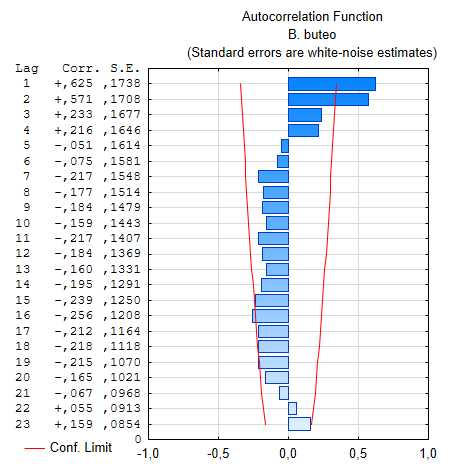 Autocorrelation Function
B. buteo
(Standard errors are white-noise estimates)
Lag Corr. S.E.
1 +,625 ,1738
2 +,571 ,1708
3 +,233 ,1677
4 +,216 ,1646
5 -,051 ,1614
6 -,075 ,1581
7 -,217 ,1548
8 -,177 ,1514
9 -,184 ,1479
10 -,159 ,1443
11 -,217 ,1407
12 -,184 ,1369
13 -,160 ,1331
14 -,195 ,1291
15 -,239 ,1250
16 -,256 ,1208
17 -,212 ,1164
18 -,218 ,1118
19 -,215 ,1070
20 -,165 ,1021
21 -,067 ,0968
22 +,055 ,0913
23 +,159 ,0854
0
-1,0 -0,5 0,0 0,5 1,0
Conf. Limit